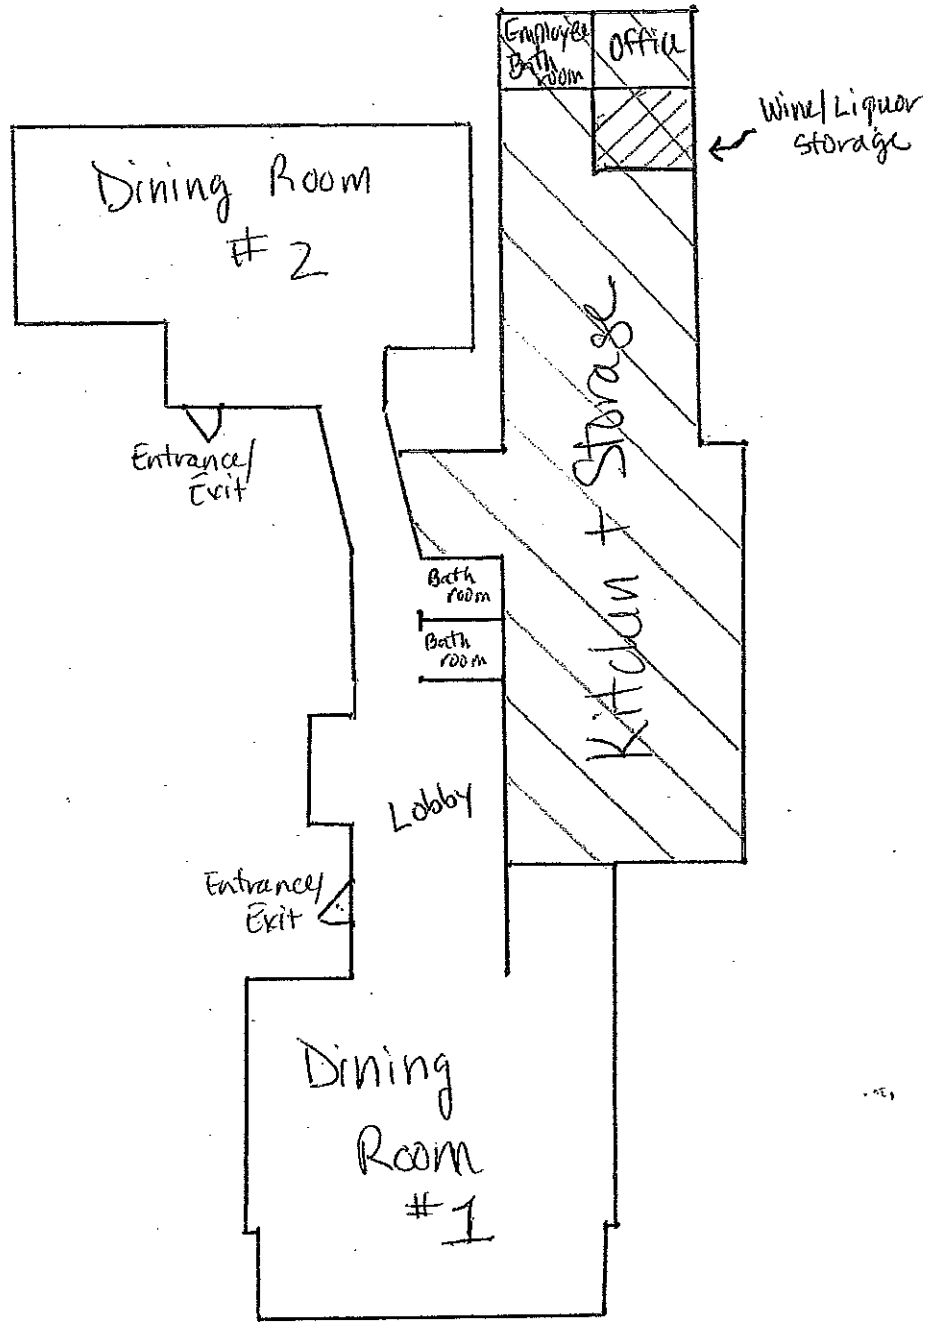 Employee
Bath
room
Office
Wine/Liquor
Storage
Dining Room
# 2
Entrance/
Exit
Kitchen + Storage
Bath
room
Bath
room
Lobby
Entrance/
Exit
Dining
Room
# 1